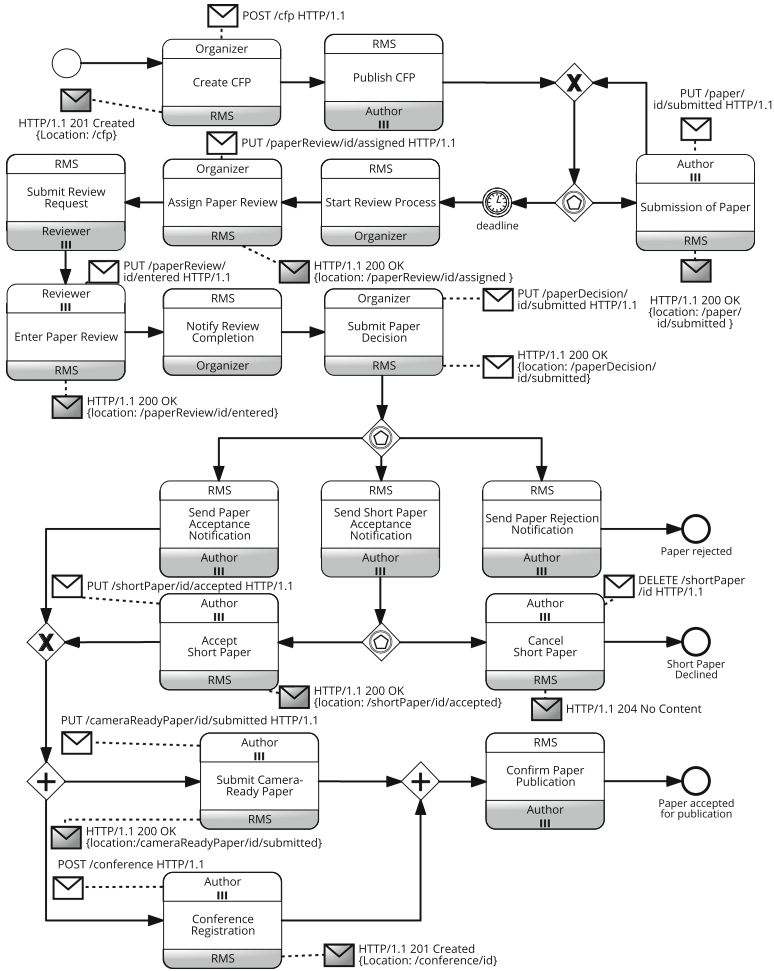 POST /cfp HTTP/1.1
Organizer
Create CFP
RMS
HTTP/1.1 201 Created
{Location: /cfp}
RMS
Publish CFP
Author
X
PUT /paper/
id/submitted HTTP/1.1
Author
Submission of Paper
RMS
HTTP/1.1 200 OK
{location: /paper/
id/submitted }
deadline
RMS
Start Review Process
Organizer
PUT /paperReview/id/assigned HTTP/1.1
Organizer
Assign Paper Review
RMS
HTTP/1.1 200 OK
{location: /paperReview/id/assigned }
RMS
Submit Review
Request
Reviewer
PUT /paperReview/
id/entered HTTP/1.1
Reviewer
Enter Paper Review
RMS
HTTP/1.1 200 OK
{location: /paperReview/id/entered}
RMS
Notify Review
Completion
Organizer
Organizer
Submit Paper
Decision
RMS
PUT /paperDecision/
id/submitted HTTP/1.1
HTTP/1.1 200 OK
{location: /paperDecision/
id/submitted}
RMS
Send Paper
Acceptance
Notification
Author
RMS
Send Short Paper
Acceptance
Notification
Author
RMS
Send Paper Rejection
Notification
Author
Paper rejected
PUT /shortPaper/id/accepted HTTP/1.1
Author
Accept
Short Paper
RMS
HTTP/1.1 200 OK
{location: /shortPaper/id/accepted}
X
DELETE /shortPaper
/id HTTP/1.1
Author
Cancel
Short Paper
RMS
HTTP/1.1 204 No Content
Short Paper
Declined
PUT /cameraReadyPaper/id/submitted HTTP/1.1
Author
Submit Camera-
Ready Paper
RMS
HTTP/1.1 200 OK
{location:/cameraReadyPaper/id/submitted}
RMS
Confirm Paper
Publication
Author
Paper accepted
for publication
POST /conference HTTP/1.1
Author
Conference
Registration
RMS
HTTP/1.1 201 Created
{Location: /conference/id}